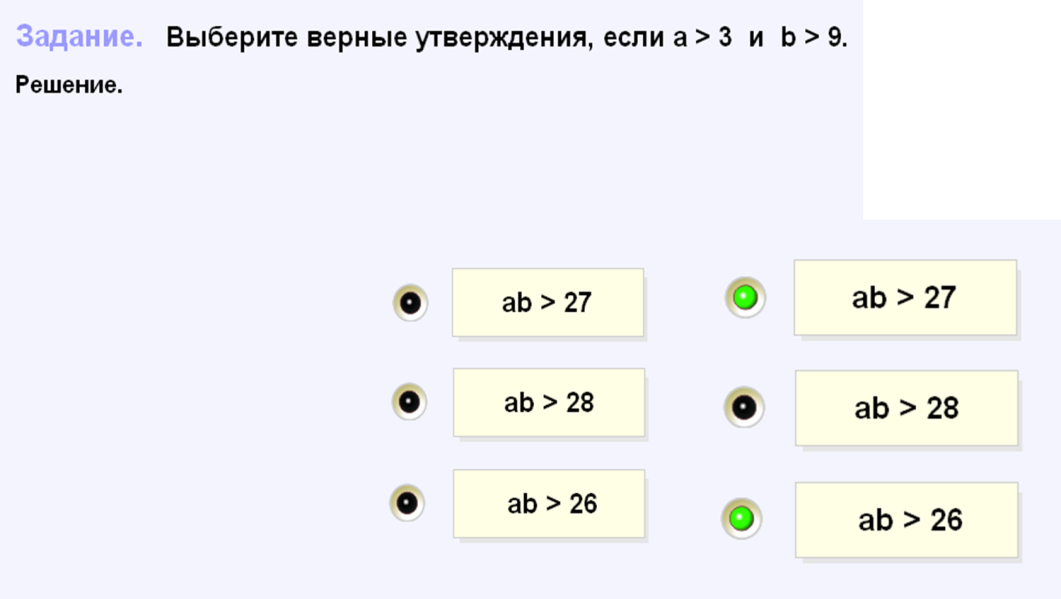 Задание. Выберите верные утверждения, если a > 3 и b > 9.
Решение.
ab > 27
ab > 28
ab > 26
ab > 27
ab > 28
ab > 26